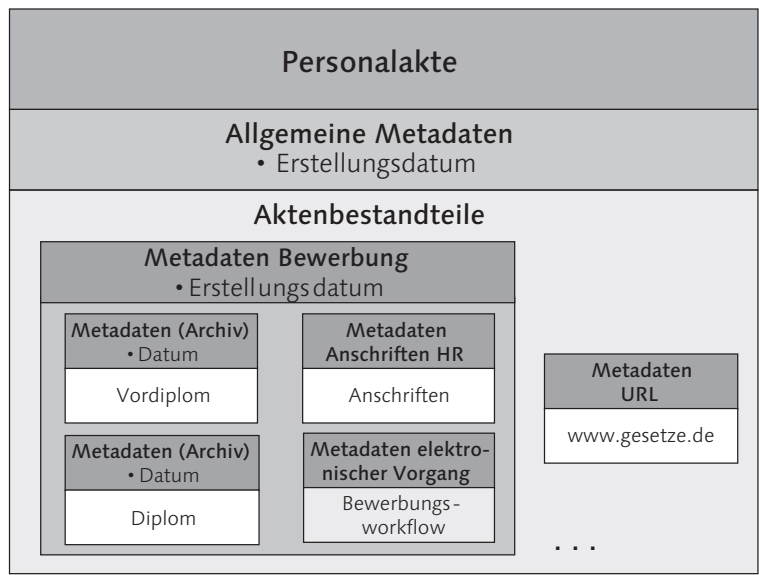 Personalakte
Allgemeine Metadaten
• Erstellungsdatum
Aktenbestandteile
Metadaten Bewerbung
• Erstellungsdatum
Metadaten (Archiv)
• Datum
Vordiplom
Metadaten
Anschriften HR
Anschriften
Metadaten (Archiv)
• Datum
Diplom
Metadaten elektro-
nischer Vorgang
Bewerbungs-
workflow
Metadaten
URL
www.gesetze.de
. . .